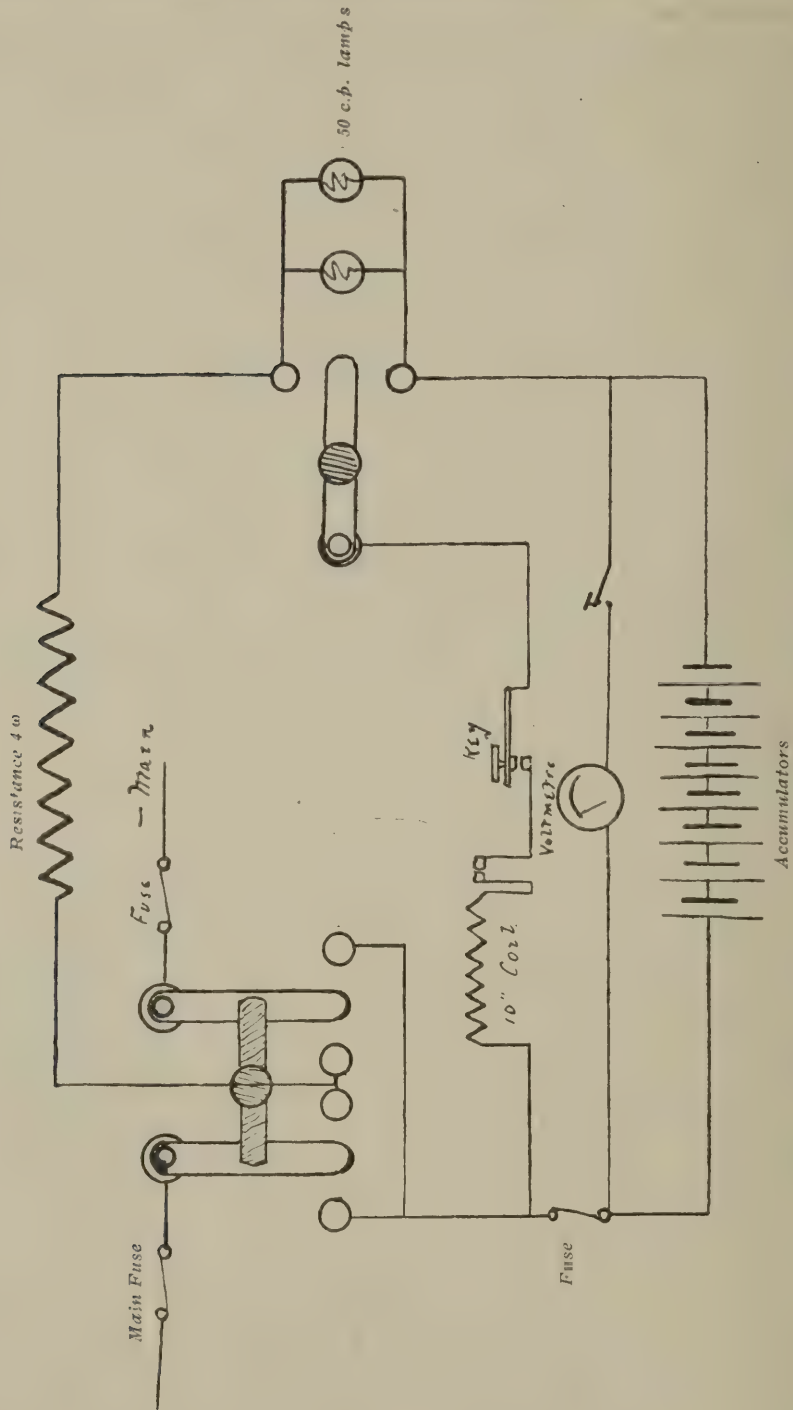 Resistance 4 ω
50 c.p. lamps
Fuse — Main
Main Fuse
Key
Voltmetre
10" Coil
Fuse
Accumulators